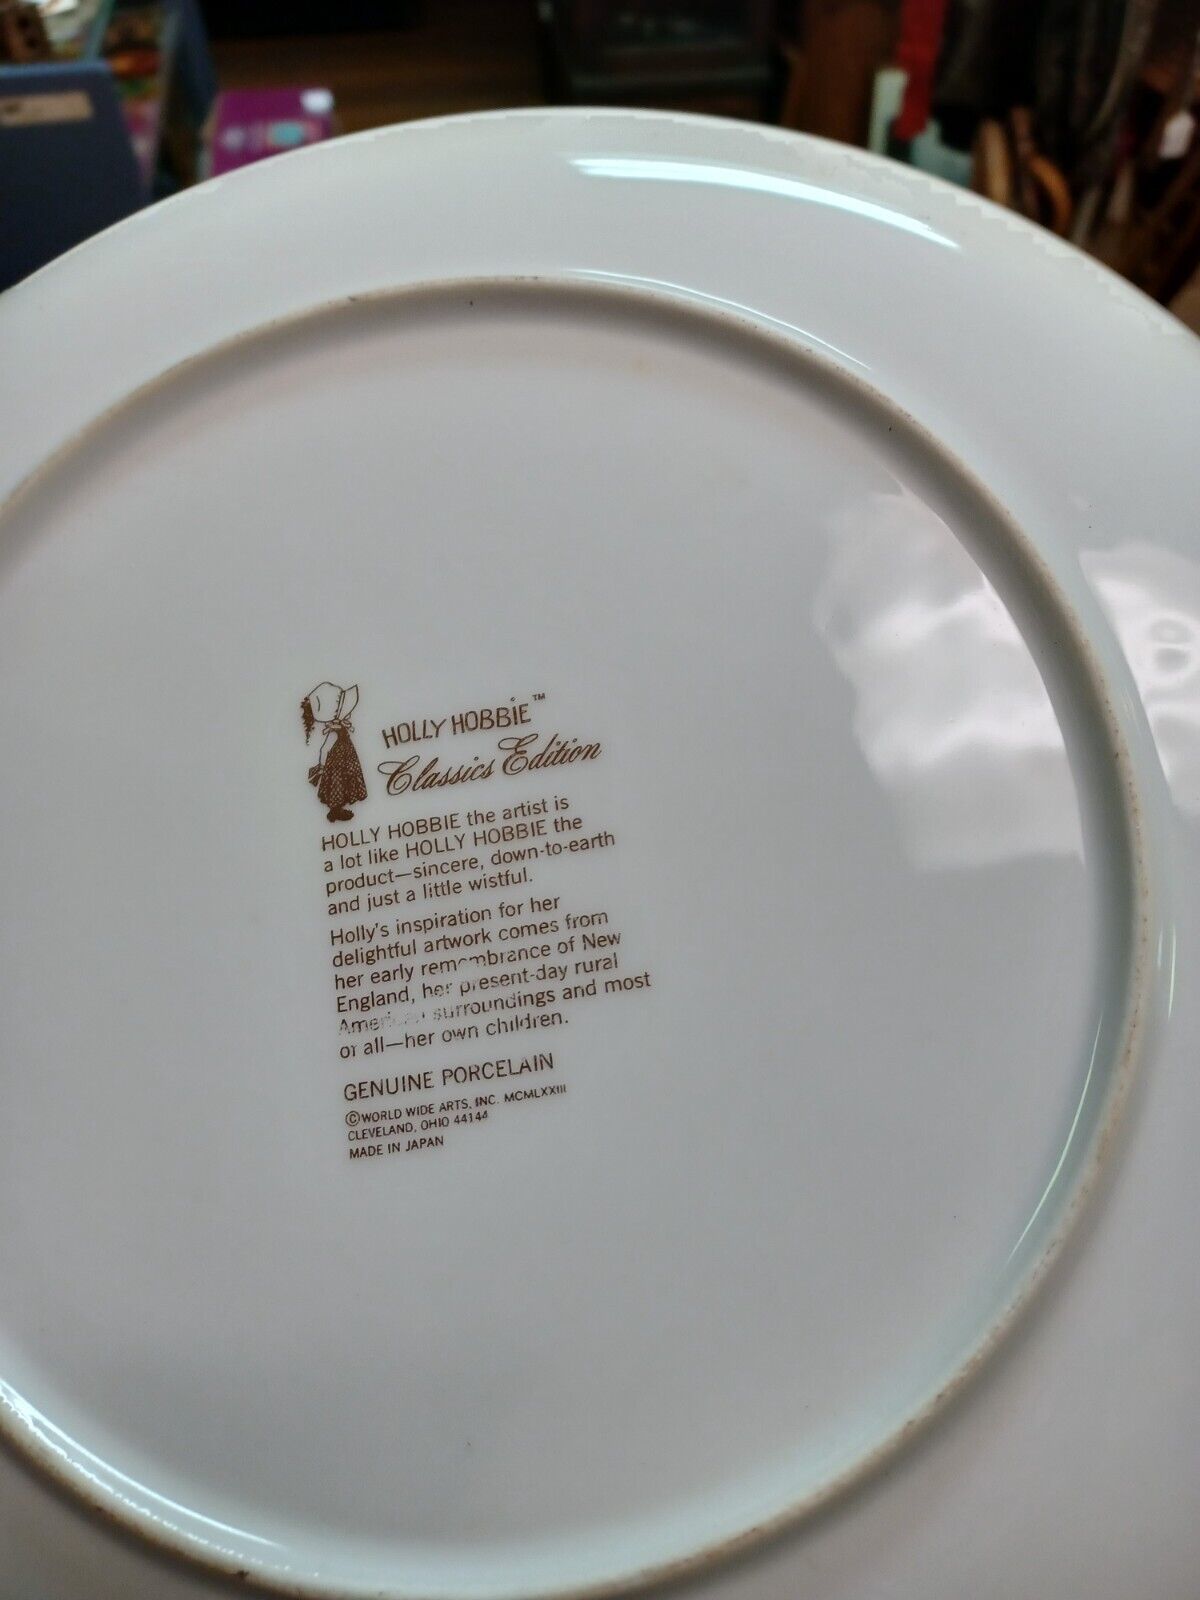 HOLLY HOBBiE™
Classics Edition
HOLLY HOBBIE the artist is
a lot like HOLLY HOBBIE the
product—sincere, down-to-earth
and just a little wistful.
Holly's inspiration for her
delightful artwork comes from
her early remembrance of New
England, her present-day rural
American surroundings and most
or all—her own children.
GENUINE PORCELAIN
©WORLD WIDE ARTS, INC. MCMLXXIII
CLEVELAND, OHIO 44144
MADE IN JAPAN